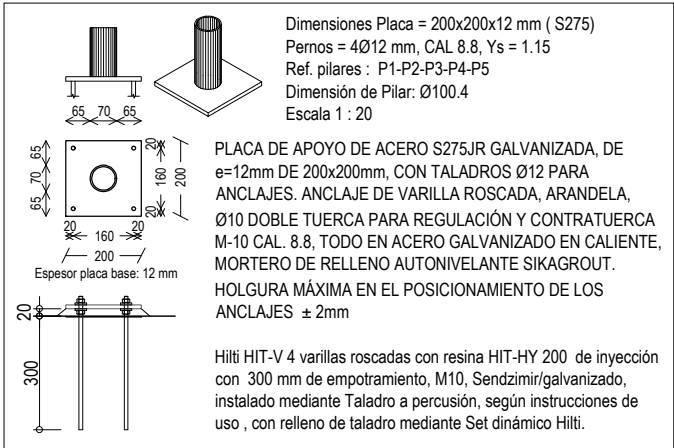 Dimensiones Placa = 200x200x12 mm ( S275)
Pernos = 4Ø12 mm, CAL 8.8, Ys = 1.15
Ref. pilares : P1-P2-P3-P4-P5
Dimensión de Pilar: Ø100.4
Escala 1 : 20
65 70 65
65
70
65
20
160
20
200
20 20
160
200
Espesor placa base: 12 mm
PLACA DE APOYO DE ACERO S275JR GALVANIZADA, DE
e=12mm DE 200x200mm, CON TALADROS Ø12 PARA
ANCLAJES. ANCLAJE DE VARILLA ROSCADA, ARANDELA,
Ø10 DOBLE TUERCA PARA REGULACIÓN Y CONTRATUERCA
M-10 CAL. 8.8, TODO EN ACERO GALVANIZADO EN CALIENTE,
MORTERO DE RELLENO AUTONIVELANTE SIKAGROUT.
HOLGURA MÁXIMA EN EL POSICIONAMIENTO DE LOS
ANCLAJES ± 2mm
20
300
Hilti HIT-V 4 varillas roscadas con resina HIT-HY 200 de inyección
con 300 mm de empotramiento, M10, Sendzimir/galvanizado,
instalado mediante Taladro a percusión, según instrucciones de
uso , con relleno de taladro mediante Set dinámico Hilti.